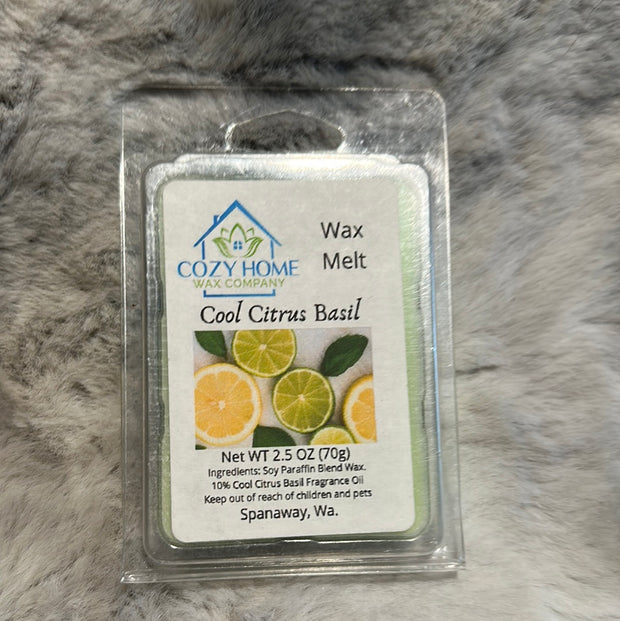 Wax
Melt
COZY HOME
WAX COMPANY
Cool Citrus Basil
Net WT 2.5 OZ (70g)
Ingredients: Soy Paraffin Blend Wax.
10% Cool Citrus Basil Fragrance Oil
Keep out of reach of children and pets
Spanaway, Wa.